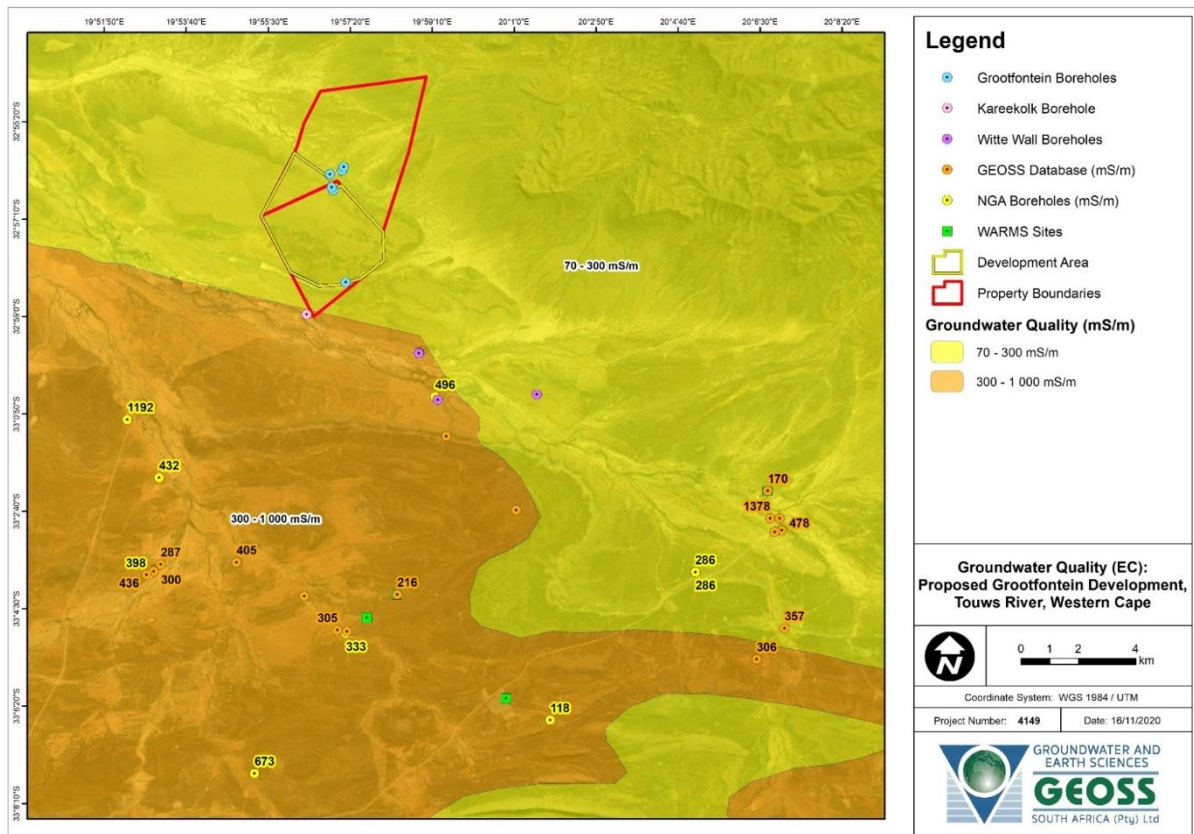 19°51'50"E 19°53'40"E 19°55'30"E 19°57'20"E 19°59'10"E 20°1'0"E 20°2'50"E 20°4'40"E 20°6'30"E 20°8'20"E
32°55'20"S
32°57'10"S
32°59'0"S
33°0'50"S
33°2'40"S
33°4'30"S
33°6'20"S
33°8'10"S
70 - 300 mS/m
496
1192
432
170
1378
478
300 - 1 000 mS/m
287
398
405
436
300
286
286
216
305
333
357
306
118
673
Legend
Grootfontein Boreholes
Kareekolk Borehole
Witte Wall Boreholes
GEOSS Database (mS/m)
NGA Boreholes (mS/m)
WARMS Sites
Development Area
Property Boundaries
Groundwater Quality (mS/m)
70 - 300 mS/m
300 - 1 000 mS/m
Groundwater Quality (EC):
Proposed Grootfontein Development,
Touws River, Western Cape
N
0 1 2 4
km
Coordinate System: WGS 1984 / UTM
Project Number: 4149 Date: 16/11/2020
GROUNDWATER AND
EARTH SCIENCES
GEOSS
SOUTH AFRICA (Pty) Ltd